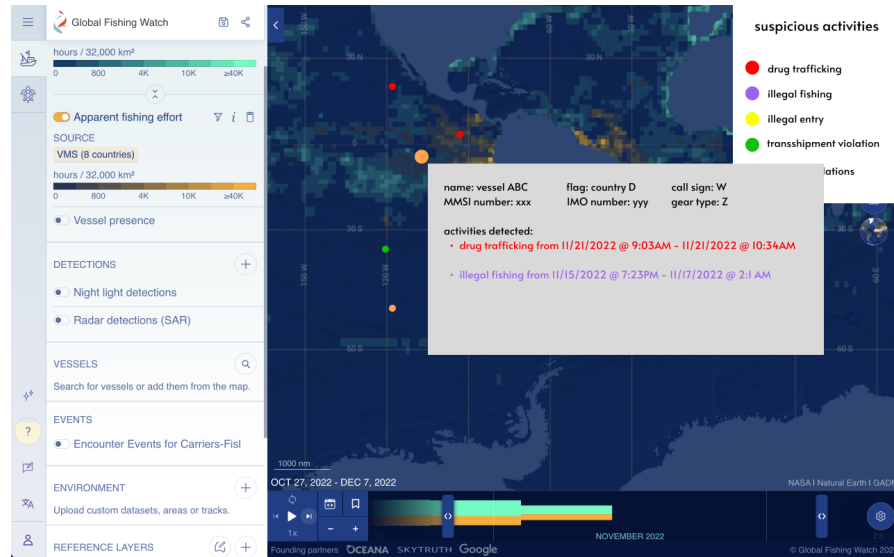 Global Fishing Watch
hours / 32,000 km²
0 800 4K 10K ≥40K
Apparent fishing effort
SOURCE
VMS (8 countries)
hours / 32,000 km²
0 800 4K 10K ≥40K
Vessel presence
DETECTIONS
Night light detections
Radar detections (SAR)
VESSELS
Search for vessels or add them from the map.
EVENTS
Encounter Events for Carriers-Fisl
ENVIRONMENT
Upload custom datasets, areas or tracks.
REFERENCE LAYERS
?
suspicious activities
drug trafficking
illegal fishing
illegal entry
transshipment violation
lations
60 W
30 N
30 N
0
name: vessel ABC flag: country D call sign: W
MMSI number: xxx IMO number: yyy gear type: Z
activities detected:
• drug trafficking from 11/21/2022 @ 9:03AM - 11/21/2022 @ 10:34AM
• illegal fishing from 11/15/2022 @ 7:23PM - 11/17/2022 @ 2:1 AM
30 S
150 W
120 W
60 E
60 S
60 S
1000 nm
OCT 27, 2022 - DEC 7, 2022
NASA | Natural Earth | GADM
1x
NOVEMBER 2022
Founding partners OCEANA SKYTRUTH Google
© Global Fishing Watch 202